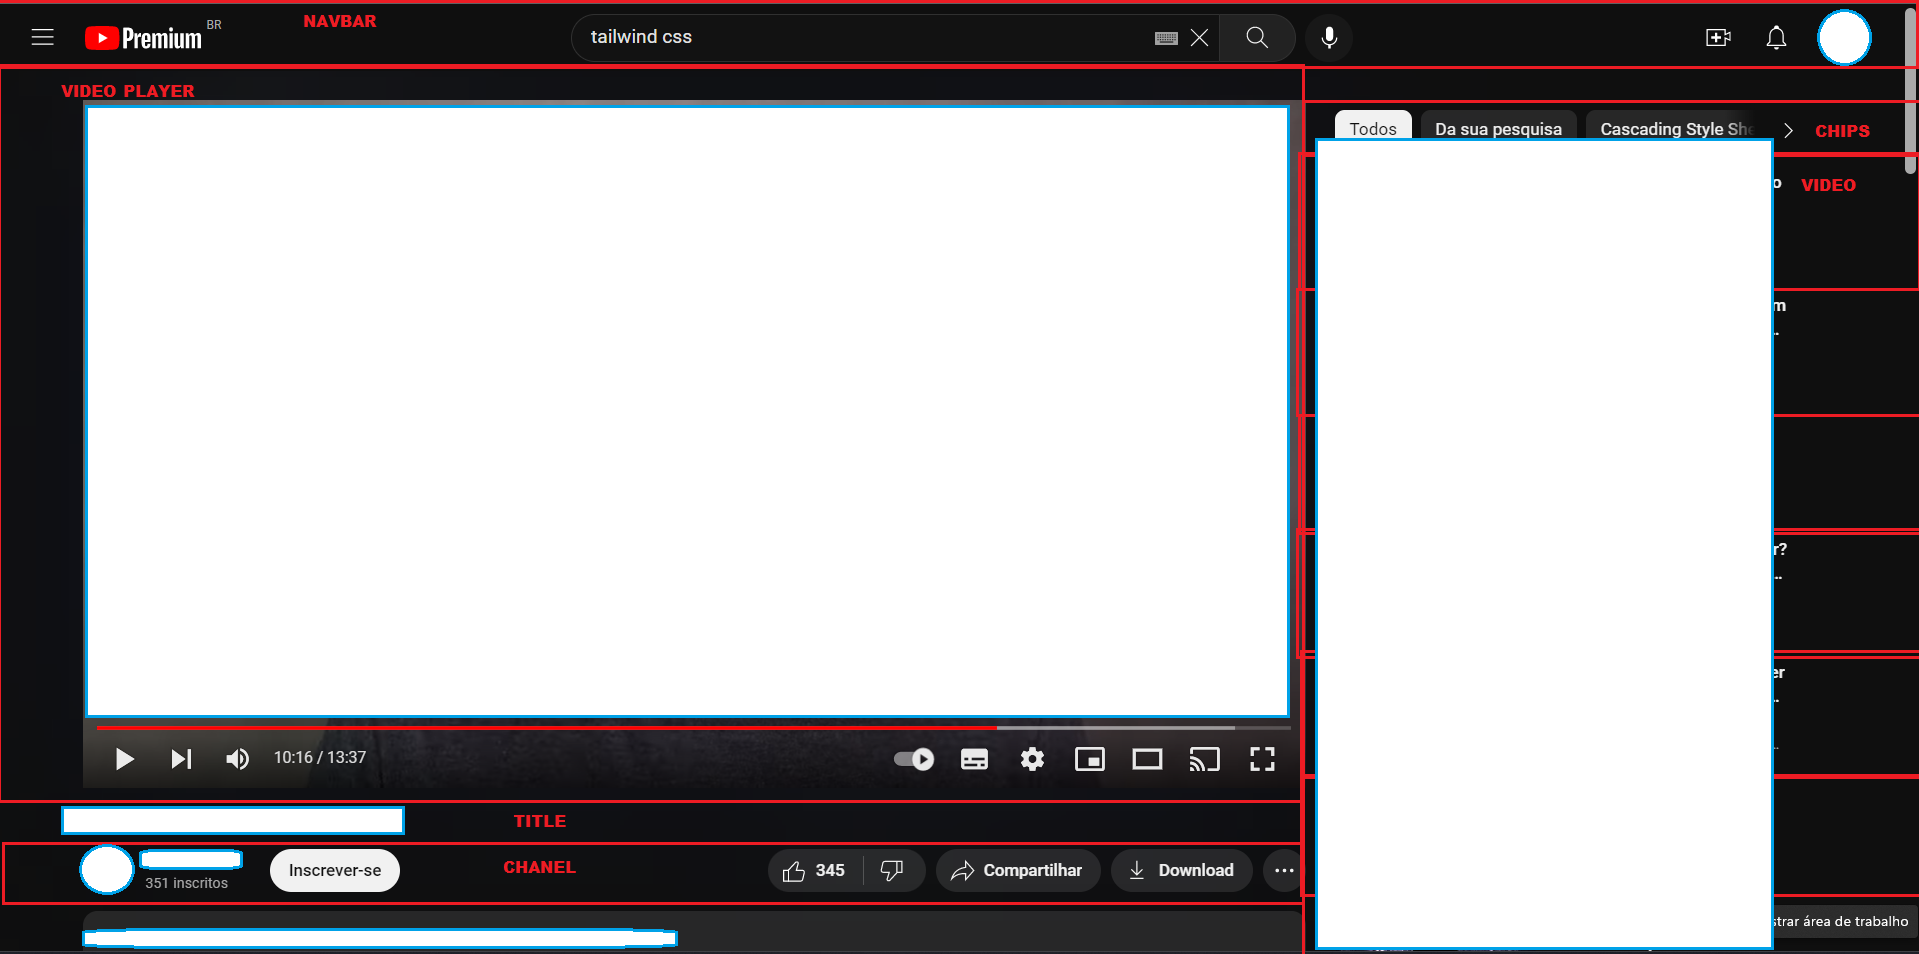 Premium BR
NAVBAR
tailwind css
VIDEO PLAYER
Todos
Da sua pesquisa
Cascading Style She
CHIPS
o
VIDEO
m
..
r?
..
er
..
..
10:16 / 13:37
TITLE
351 inscritos
Inscrever-se
CHANEL
345
Compartilhar
Download
strar área de trabalho